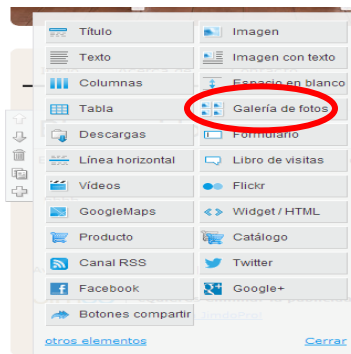 Título Imagen
Texto Imagen con texto
Columnas Espacio en blanco
Tabla Galería de fotos
Descargas Formulario
Línea horizontal Libro de visitas
Vídeos Flickr
GoogleMaps Widget / HTML
Producto Catálogo
Canal RSS Twitter
Facebook Google+
Botones compartir JimdoPro!
otros elementos Cerrar